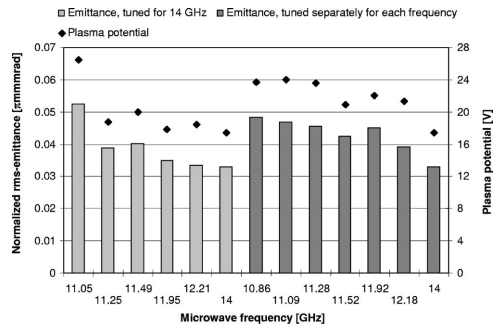 Emittance, tuned for 14 GHz
Emittance, tuned separately for each frequency
Plasma potential
0.07
0.06
0.05
0.04
0.03
0.02
0.01
0
Normalized rms-emittance [πmmmrad]
28
24
20
16
12
8
4
0
Plasma potential [V]
11.05 11.49 12.21 10.86 11.28 11.92 14
11.25 11.95 14 11.09 11.52 12.18
Microwave frequency [GHz]